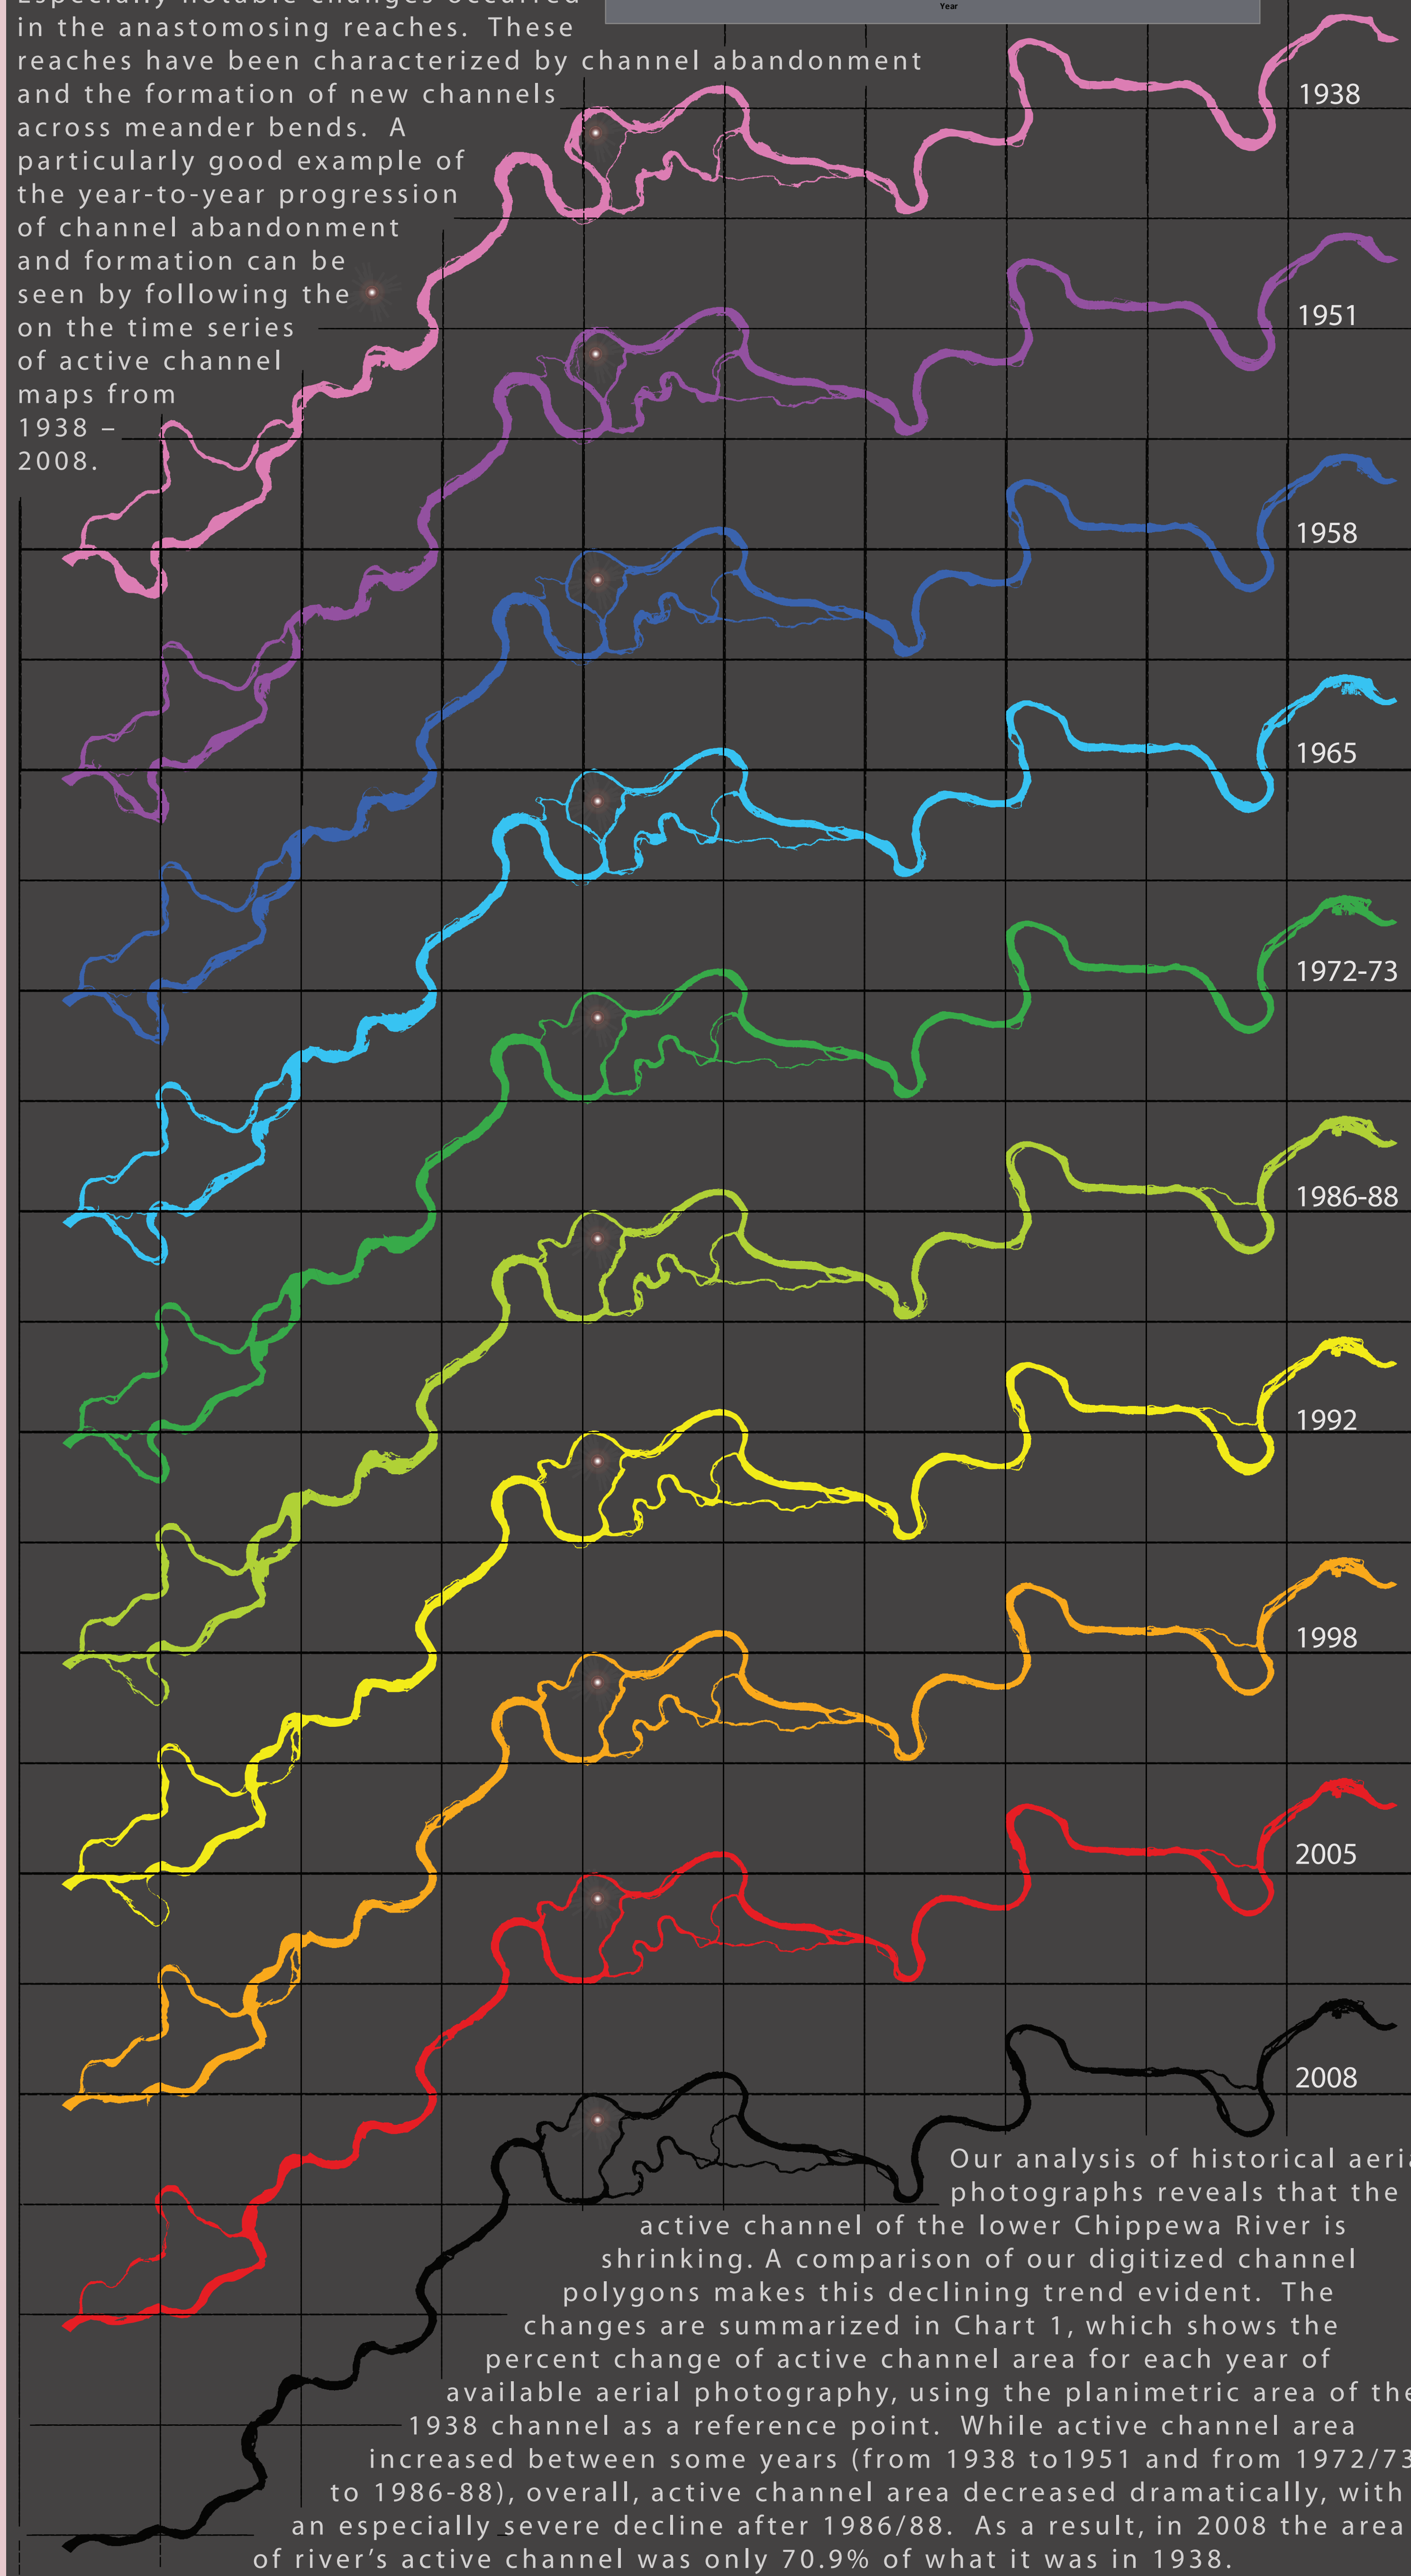 Year
Especially notable changes occurred
in the anastomosing reaches. These
reaches have been characterized by channel abandonment
and the formation of new channels
across meander bends. A
particularly good example of
the year-to-year progression
of channel abandonment
and formation can be
seen by following the
on the time series
of active channel
maps from
1938 –
2008.
1938
1951
1958
1965
1972-73
1986-88
1992
1998
2005
2008
Our analysis of historical
photographs reveals that the
active channel of the lower Chippewa River is
shrinking. A comparison of our digitized channel
polygons makes this declining trend evident. The
changes are summarized in Chart 1, which shows the
percent change of active channel area for each year of
available aerial photography, using the planimetric area of the
1938 channel as a reference point. While active channel area
increased between some years (from 1938 to1951 and from 1972/73
to 1986-88), overall, active channel area decreased dramatically, with
an especially severe decline after 1986/88. As a result, in 2008 the area
of river's active channel was only 70.9% of what it was in 1938.